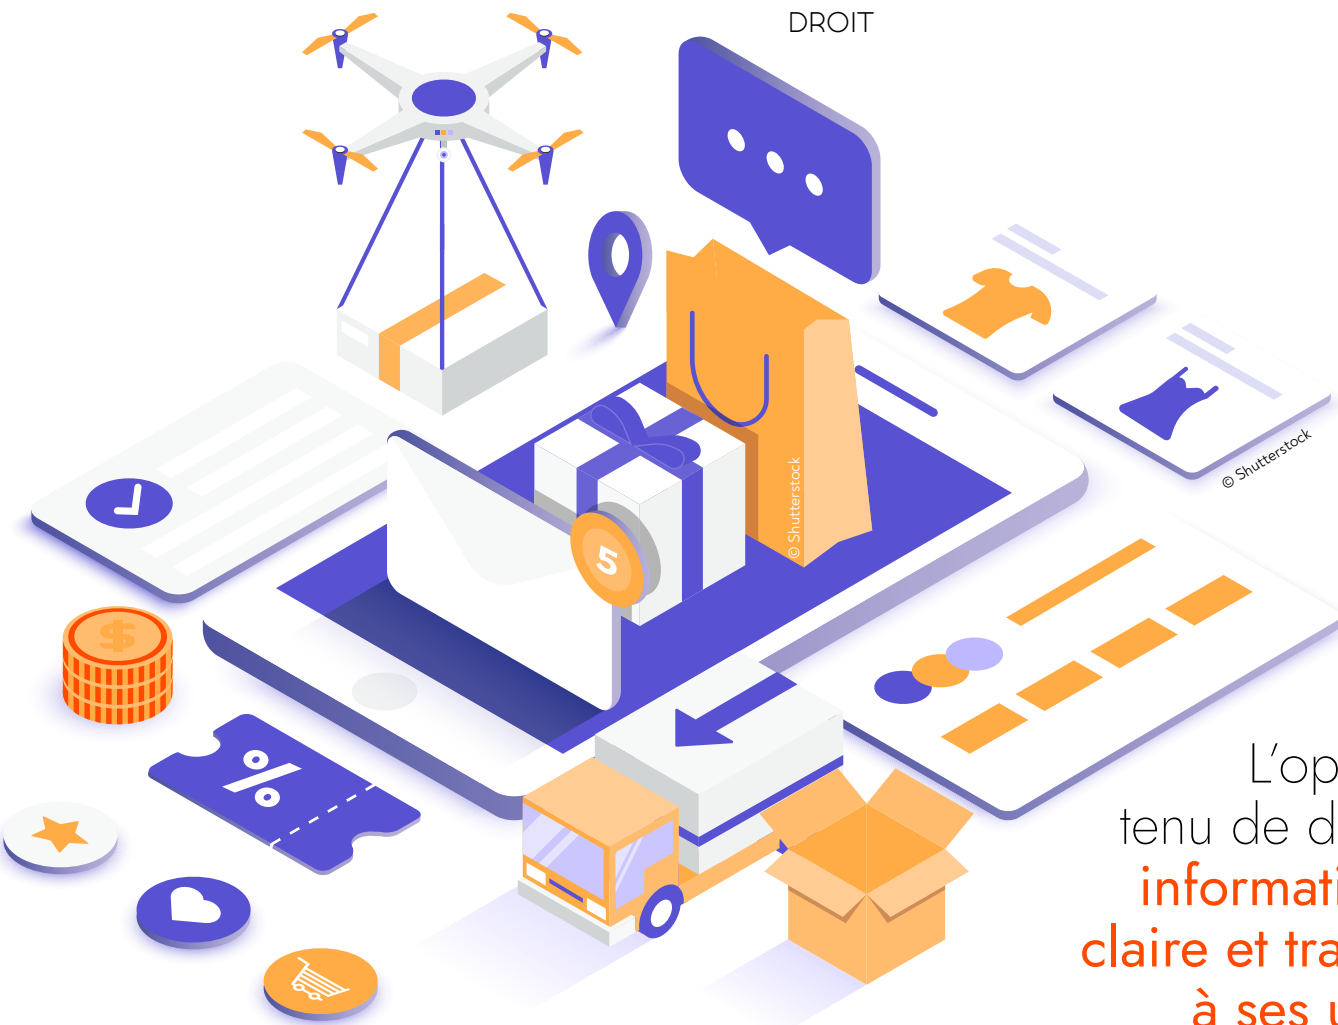 DROIT
© Shutterstock
© Shutterstock
5
$
%
L'op
tenu de d
informati
claire et tra
à ses u